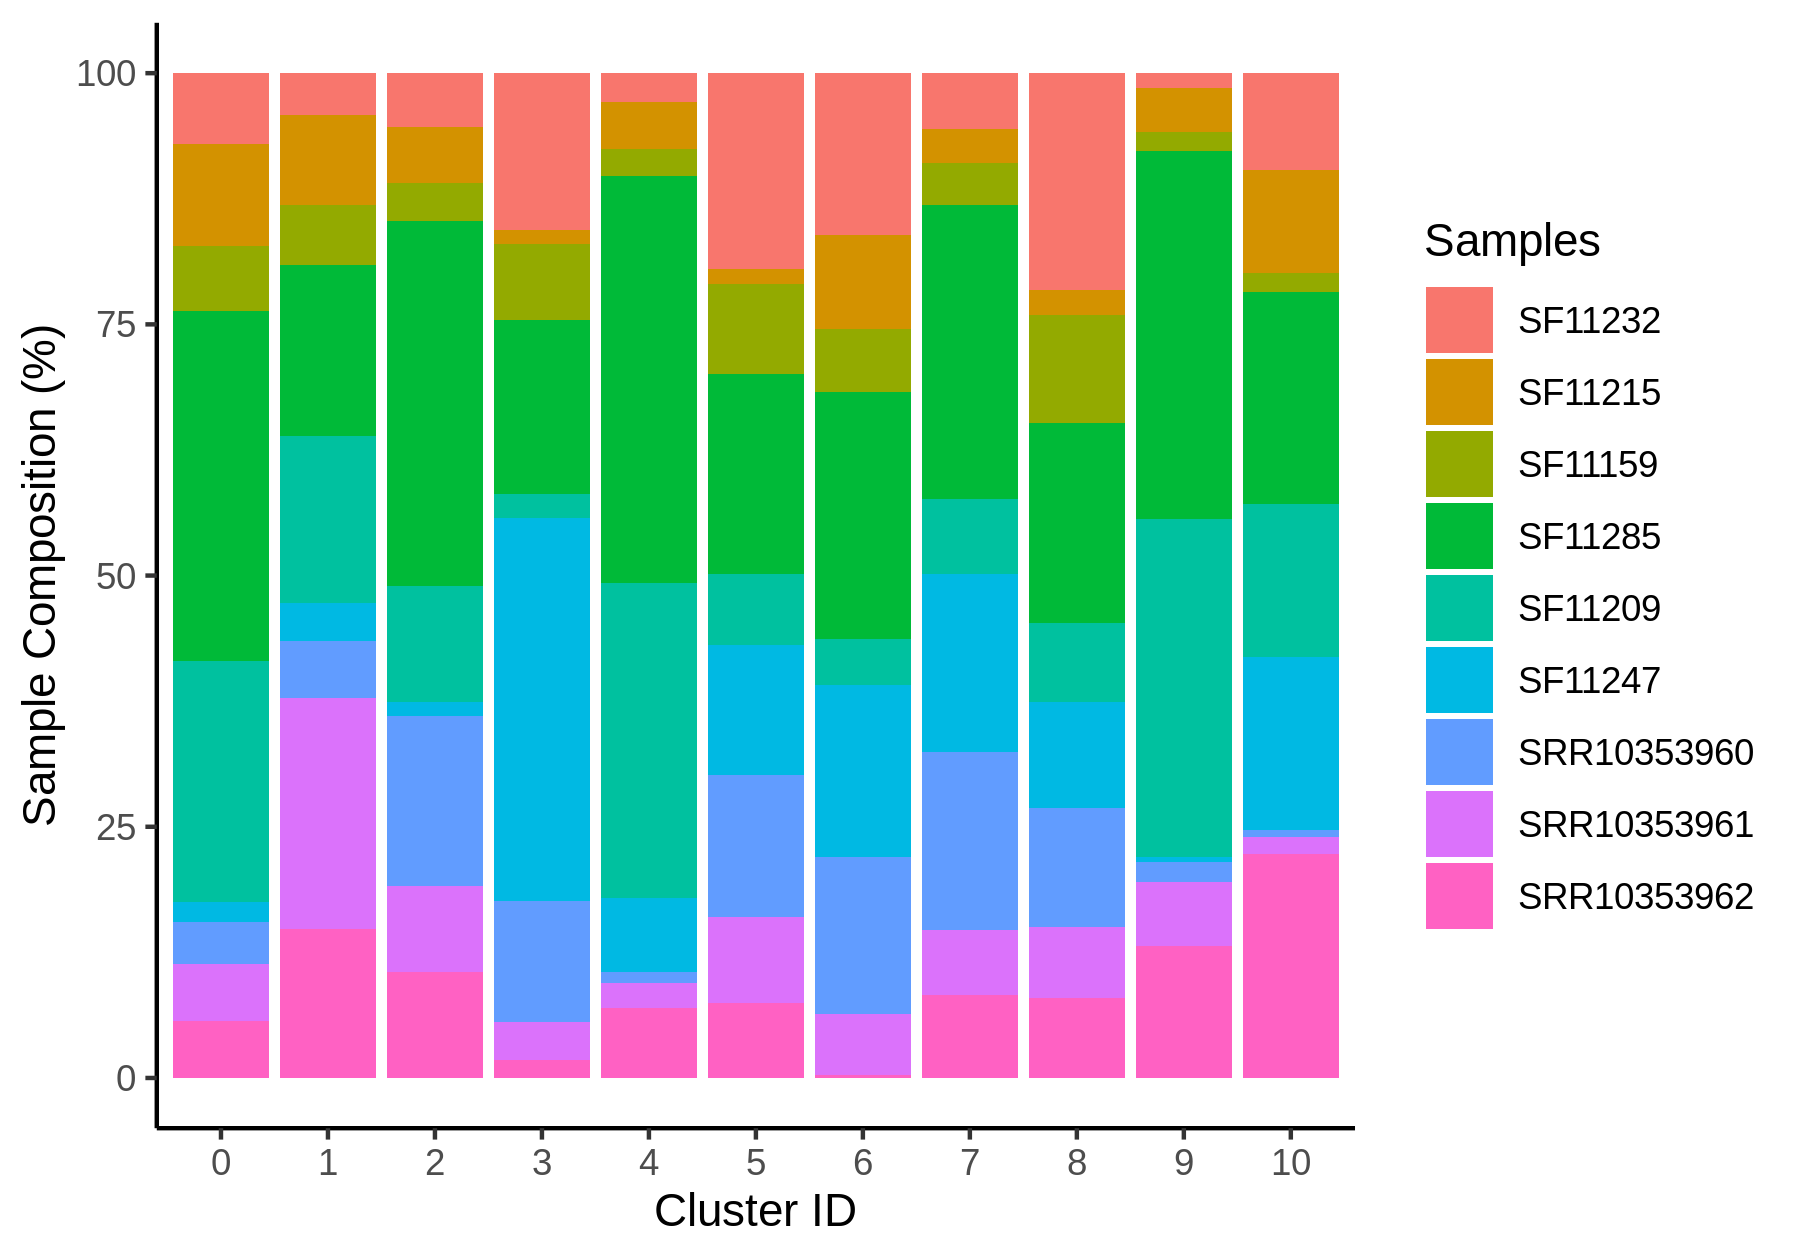 Sample Composition (%)
100
75
50
25
0
0 1 2 3 4 5 6 7 8 9 10
Cluster ID
Samples
SF11232
SF11215
SF11159
SF11285
SF11209
SF11247
SRR10353960
SRR10353961
SRR10353962